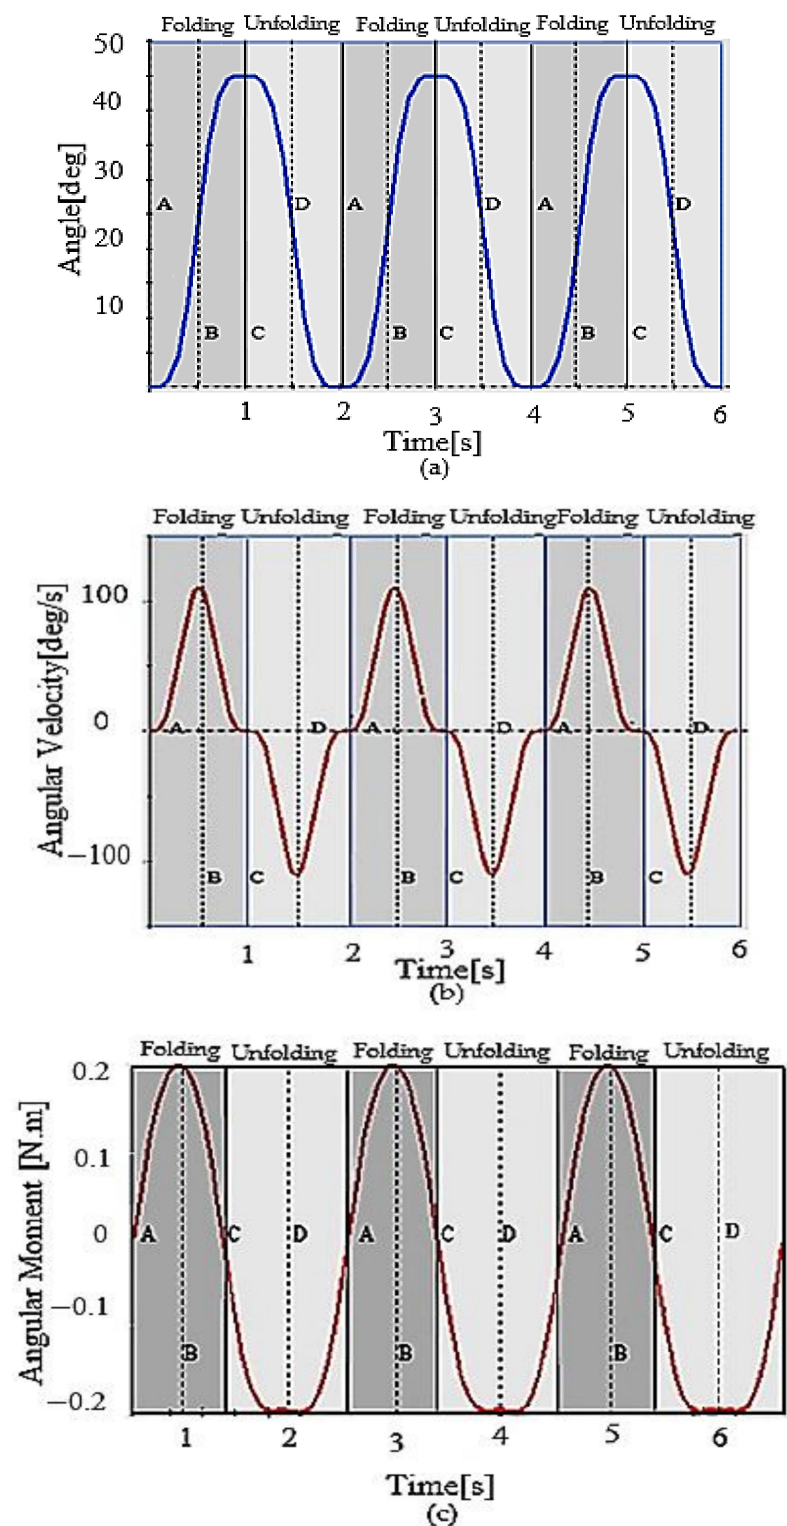 Folding Unfolding Folding Unfolding Folding Unfolding
50
40
30
20
10
Angle[deg]
A D A D A D
B C B C B C
1 2 3 4 5 6
Time[s]
(a)
Folding Unfolding Folding Unfolding Folding Unfolding
100
0
−100
Angular Velocity[deg/s]
A D A D A D
B C B C B C
1 2 3 4 5 6
Time[s]
(b)
Folding Unfolding Folding Unfolding Folding Unfolding
0.2
0.1
0
−0.1
−0.2
Angular Moment [N.m]
A C D A C D A C D
B B B
1 2 3 4 5 6
Time[s]
(c)